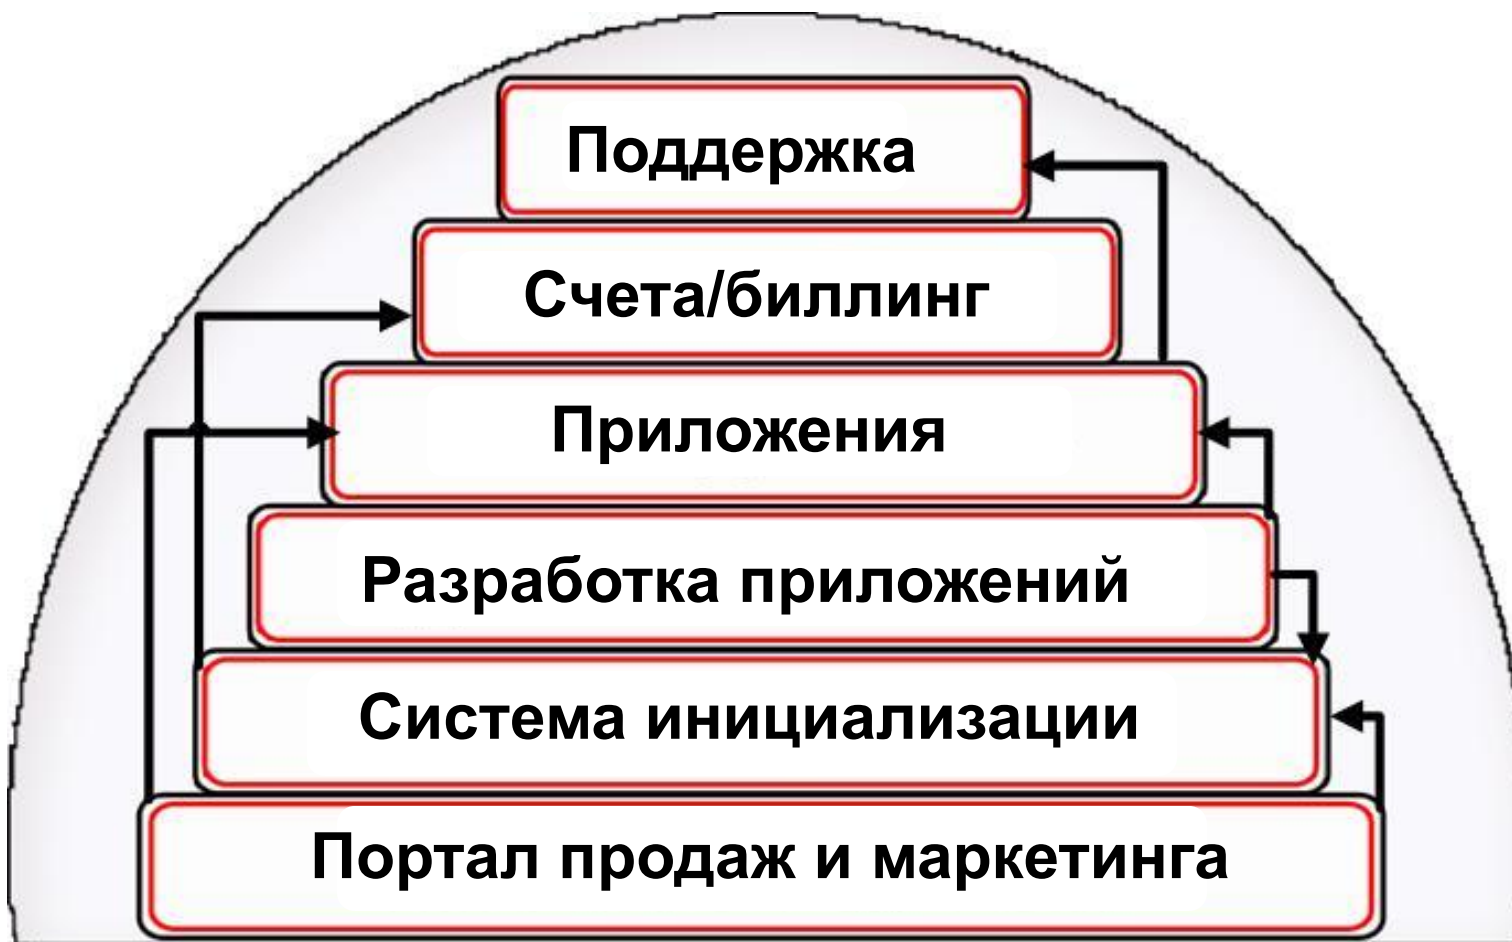 Поддержка
Счета/биллинг
Приложения
Разработка приложений
Система инициализации
Портал продаж и маркетинга